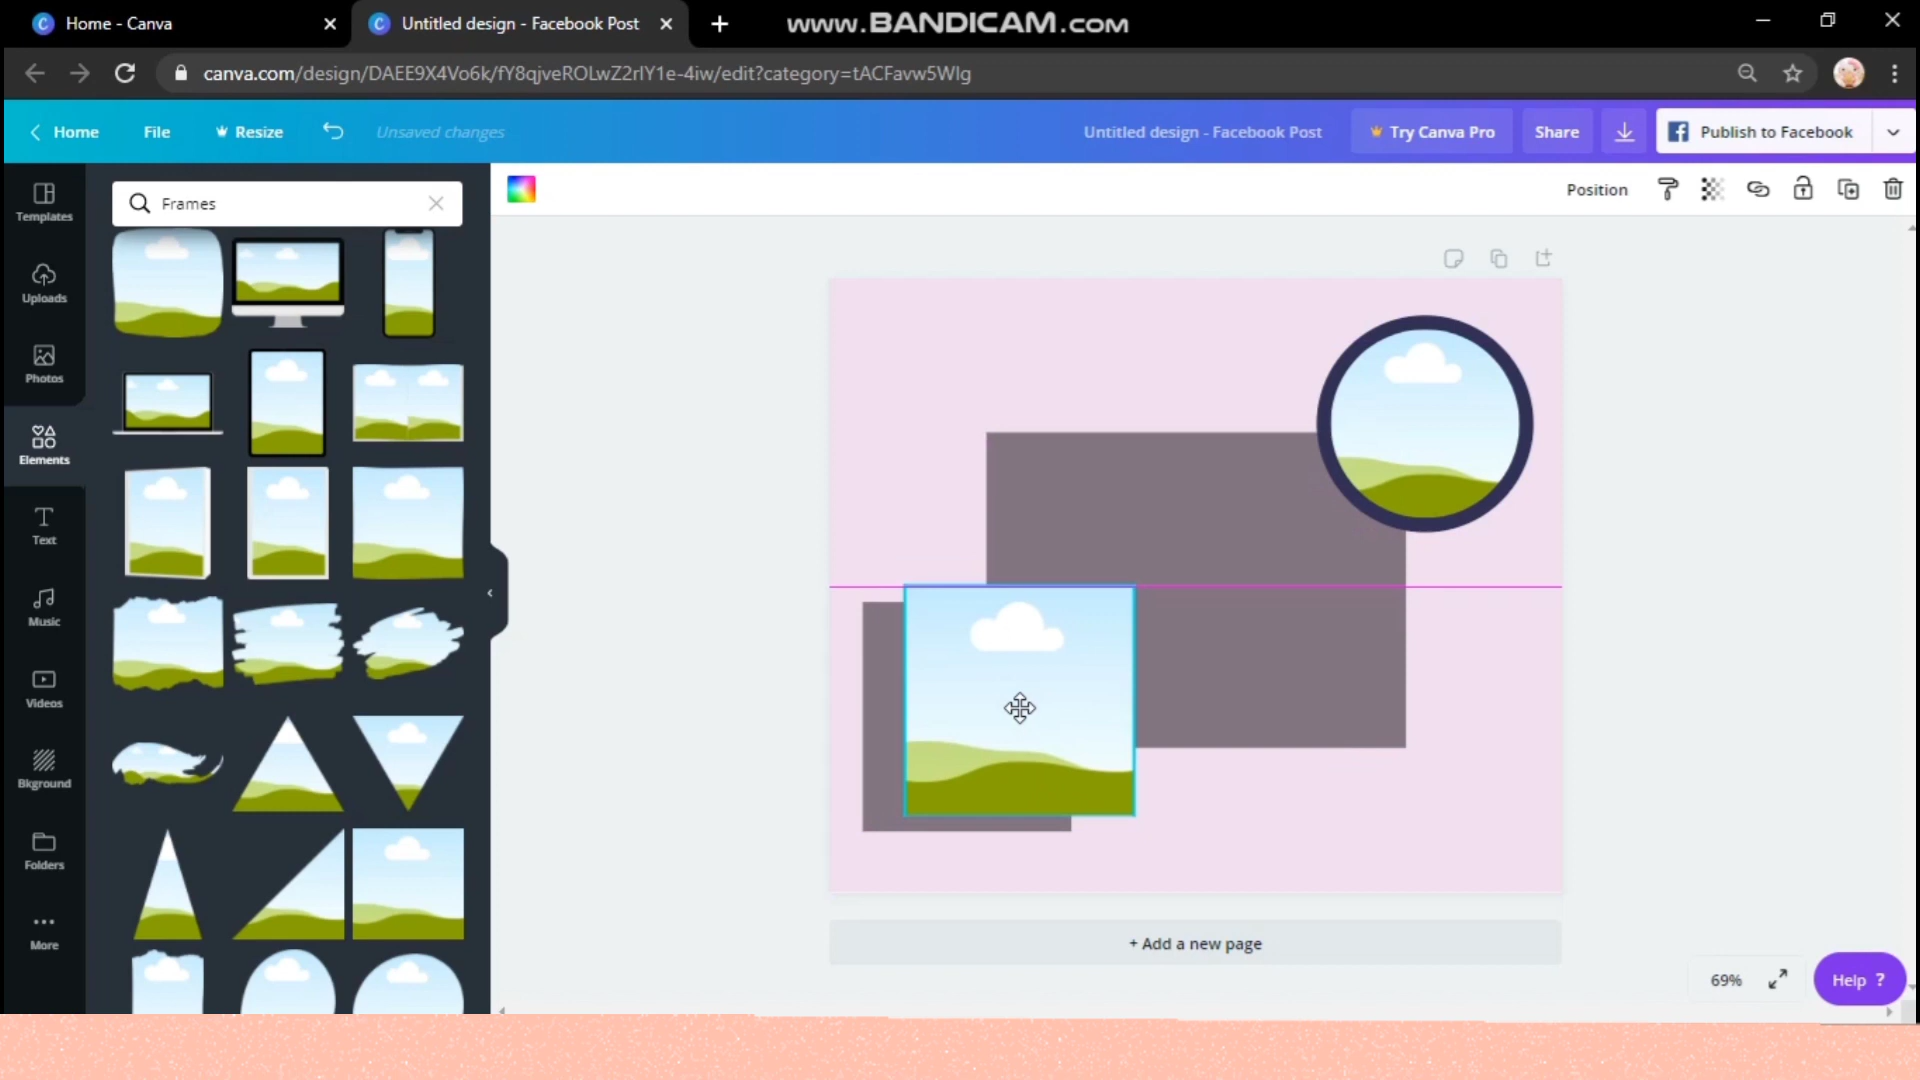 Home - Canva
Untitled design - Facebook Post
www.BANDICAM.com
canva.com/design/DAEE9X4Vo6k/fY8qjveROLwZ2rlY1e-4iw/edit?category=tACFavw5WIg
Home
File
Resize
Unsaved changes
Untitled design - Facebook Post
Try Canva Pro
Share
Publish to Facebook
Templates
Frames
Position
Uploads
Photos
Elements
Text
Music
Videos
Bkground
Folders
More
+ Add a new page
69%
Help ?